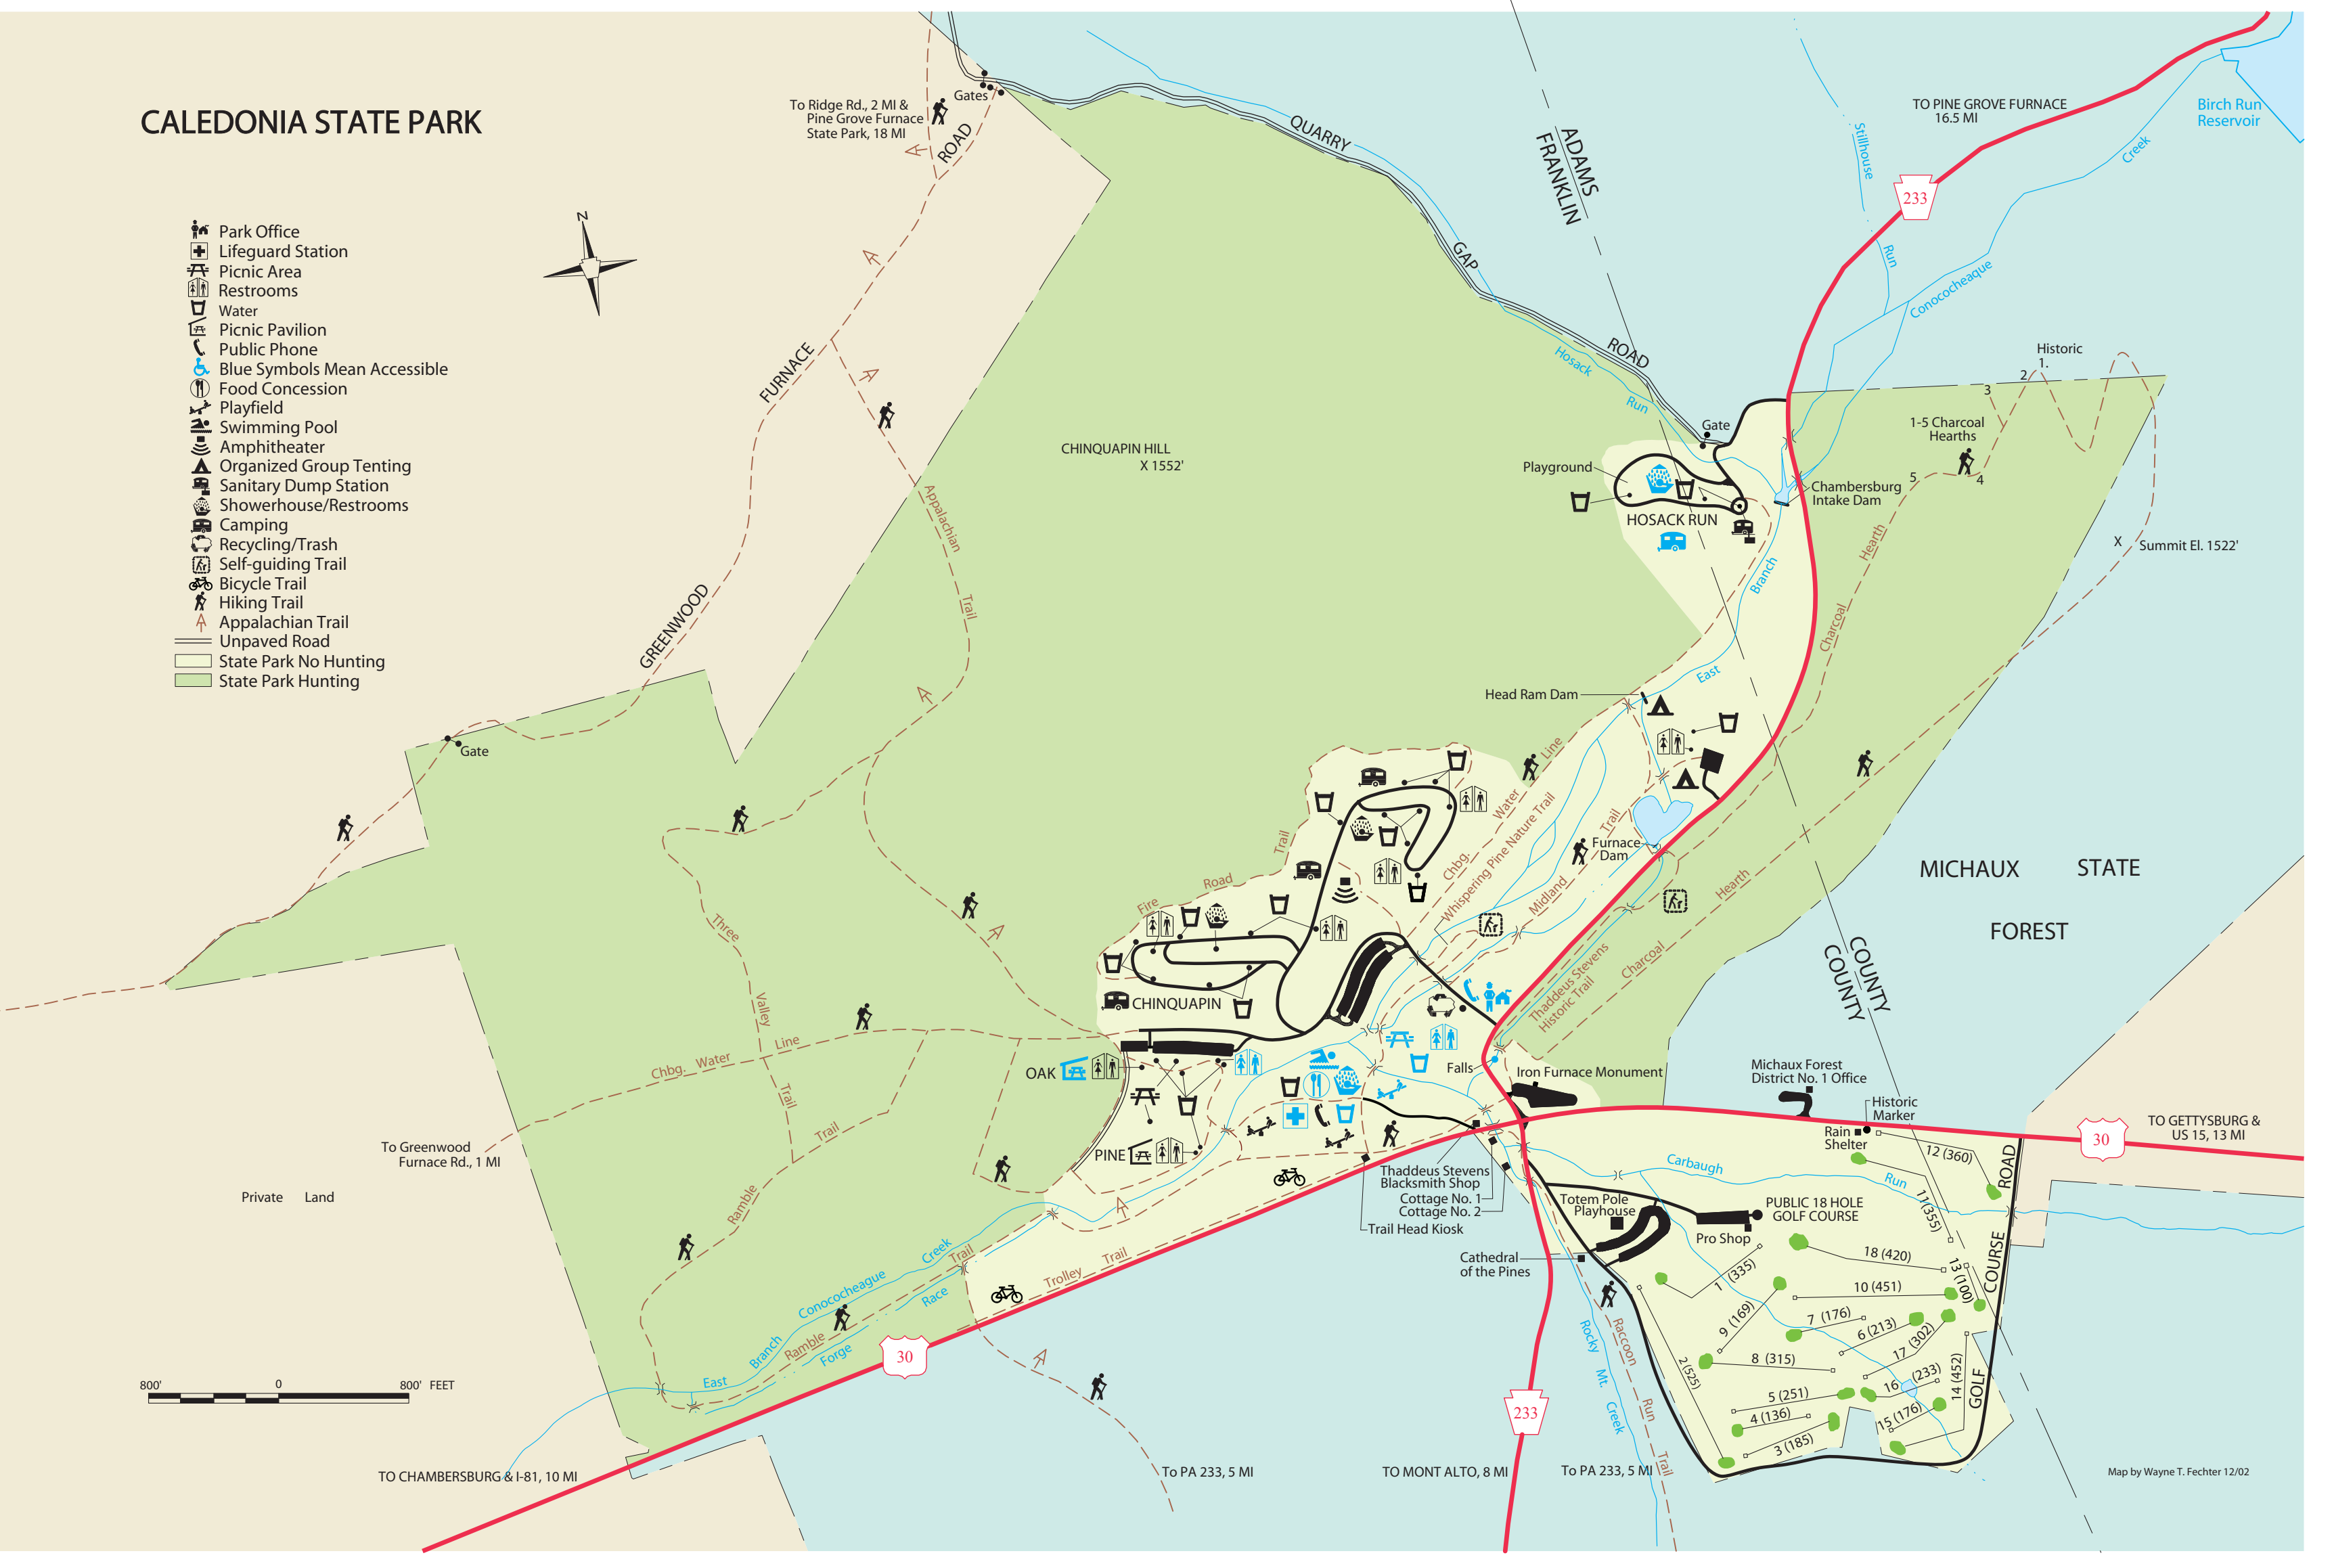 CALEDONIA STATE PARK
N
Park Office
Lifeguard Station
Picnic Area
Restrooms
Water
Picnic Pavilion
Public Phone
Blue Symbols Mean Accessible
Food Concession
Playfield
Swimming Pool
Amphitheater
Organized Group Tenting
Sanitary Dump Station
Showerhouse/Restrooms
Camping
Recycling/Trash
Self-guiding Trail
Bicycle Trail
Hiking Trail
Appalachian Trail
Unpaved Road
State Park No Hunting
State Park Hunting
Gates
To Ridge Rd., 2 MI &
Pine Grove Furnace
State Park, 18 MI
ROAD
FURNACE
GREENWOOD
Gate
QUARRY
GAP
ROAD
ADAMS
FRANKLIN
Stillhouse
Run
TO PINE GROVE FURNACE
16.5 MI
233
Birch Run
Reservoir
Creek
Conococheaque
Hosack
Run
Historic
1.
2
3
1-5 Charcoal
Hearths
5
4
Gate
Playground
HOSACK RUN
Chambersburg
Intake Dam
CHINQUAPIN HILL
X 1552'
Appalachian
Trail
Hearth
Charcoal
X
Summit El. 1522'
Branch
East
Head Ram Dam
Line
Water
Chbg.
Whispering Pine Nature Trail
Trail
Midland
Furnace
Dam
Trail
Road
Fire
Hearth
Charcoal
Thaddeus Stevens
Historic Trail
MICHAUX STATE
FOREST
COUNTY
COUNTY
CHINQUAPIN
Three
Valley
Trail
Chbg. Water Line
OAK
PINE
Falls
Iron Furnace Monument
Michaux Forest
District No. 1 Office
Historic
Marker
Rain
Shelter
30
TO GETTYSBURG &
US 15, 13 MI
To Greenwood
Furnace Rd., 1 MI
Trail
Ramble
Private Land
Thaddeus Stevens
Blacksmith Shop
Cottage No. 1
Cottage No. 2
Trail Head Kiosk
Carbaugh
Run
12 (360)
11(355)
ROAD
COURSE
GOLF
Totem Pole
Playhouse
PUBLIC 18 HOLE
GOLF COURSE
Pro Shop
Cathedral
of the Pines
18 (420)
1 (335)
13 (100)
10 (451)
9 (169)
7 (176)
6 (213)
17 (302)
8 (315)
2 (525)
16 (233)
14 (452)
5 (251)
4 (136)
15 (176)
3 (185)
Trolley Trail
Creek
Conococheague
Branch
East
Ramble
Trail
Forge
Race
30
Rocky
Mt.
Creek
Raccoon
Run
Trail
233
800' 0 800' FEET
TO CHAMBERSBURG & I-81, 10 MI
To PA 233, 5 MI
TO MONT ALTO, 8 MI
To PA 233, 5 MI
Map by Wayne T. Fechter 12/02